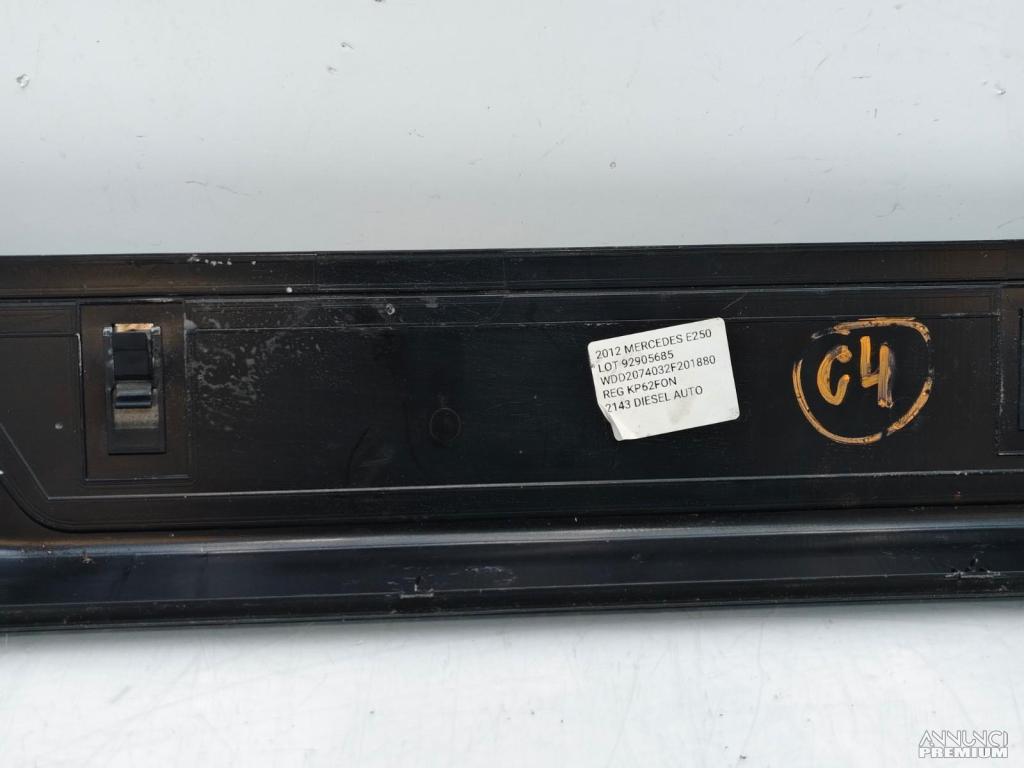 2012 MERCEDES E250
LOT 92905685
WDD2074032F201880
REG KP62FON
2143 DIESEL AUTO
C4
ANNUNCI
PREMIUM